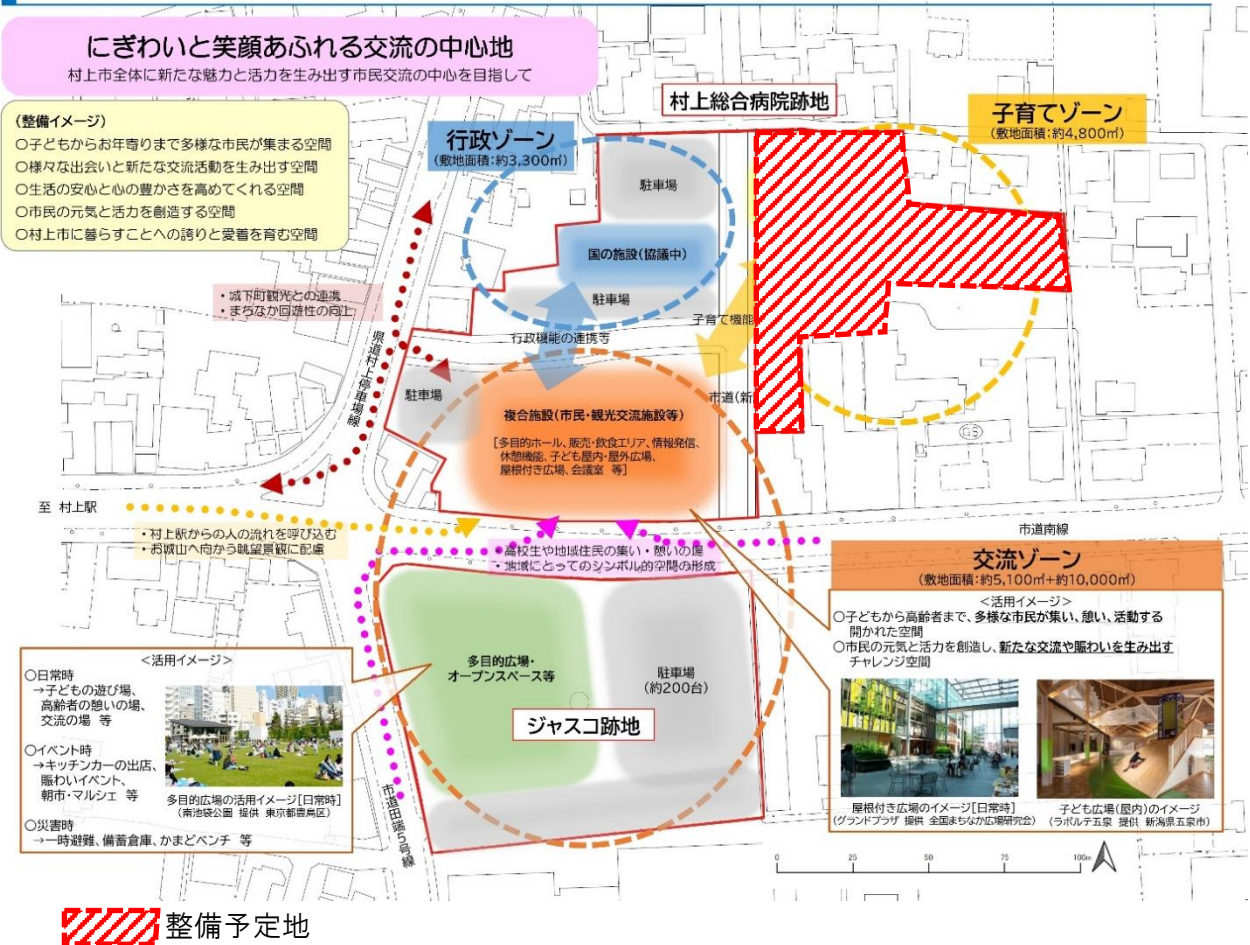 にぎわいと笑顔あふれる交流の中心地
村上市全体に新たな魅力と活力を生み出す市民交流の中心を目指して
(整備イメージ)
○子どもからお年寄りまで多様な市民が集まる空間
○様々な出会いと新たな交流活動を生み出す空間
○生活の安心と心の豊かさを高めてくれる空間
○市民の元気と活力を創造する空間
○村上市に暮らすことへの誇りと愛着を育む空間
行政ゾーン
(敷地面積:約3,300㎡)
村上総合病院跡地
子育てゾーン
(敷地面積:約4,800㎡)
駐車場
国の施設(協議中)
駐車場
・城下町観光との連携
・まちなか回遊性の向上
県道村上停車場線
行政機能の連携等
子育て機能
駐車場
市道(新
複合施設(市民・観光交流施設等)
[多目的ホール、販売・飲食エリア、情報発信、
休憩機能、子ども屋内・屋外広場、
屋根付き広場、会議室 等]
至 村上駅
・村上駅からの人の流れを呼び込む
・お城山へ向かう眺望景観に配慮
・高校生や地域住民の集い・憩いの場
・地域にとってのシンボル的空間の形成
市道南線
交流ゾーン
(敷地面積:約5,100㎡+約10,000㎡)
<活用イメージ>
○子どもから高齢者まで、多様な市民が集い、憩い、活動する
開かれた空間
○市民の元気と活力を創造し、新たな交流や賑わいを生み出す
チャレンジ空間
屋根付き広場のイメージ[日常時]
(グランドプラザ 提供 全国まちなか広場研究会)
子ども広場(屋内)のイメージ
(ラポルテ五泉 提供 新潟県五泉市)
多目的広場・
オープンスペース等
駐車場
(約200台)
ジャスコ跡地
<活用イメージ>
○日常時
→子どもの遊び場、
高齢者の憩いの場、
交流の場 等
○イベント時
→キッチンカーの出店、
賑わいイベント、
朝市・マルシェ 等
○災害時
→一時避難、備蓄倉庫、かまどベンチ 等
多目的広場の活用イメージ[日常時]
(南池袋公園 提供 東京都豊島区)
市道田端5号線
0 25 50 75 100m
整備予定地